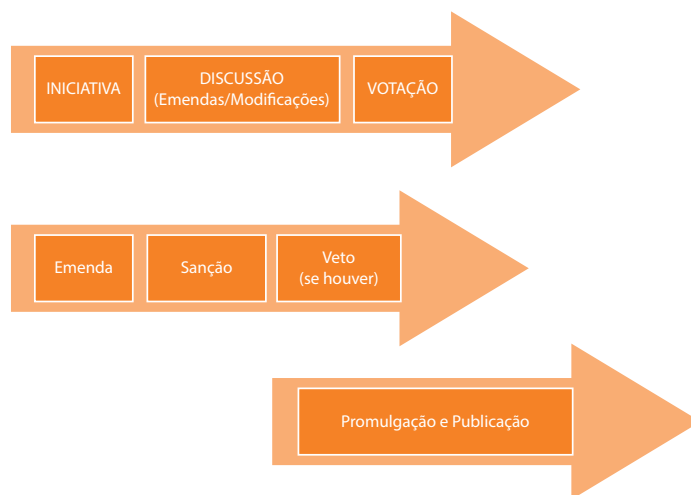 INICIATIVA
DISCUSSÃO
(Emendas/Modificações)
VOTAÇÃO
Emenda
Sanção
Veto
(se houver)
Promulgação e Publicação